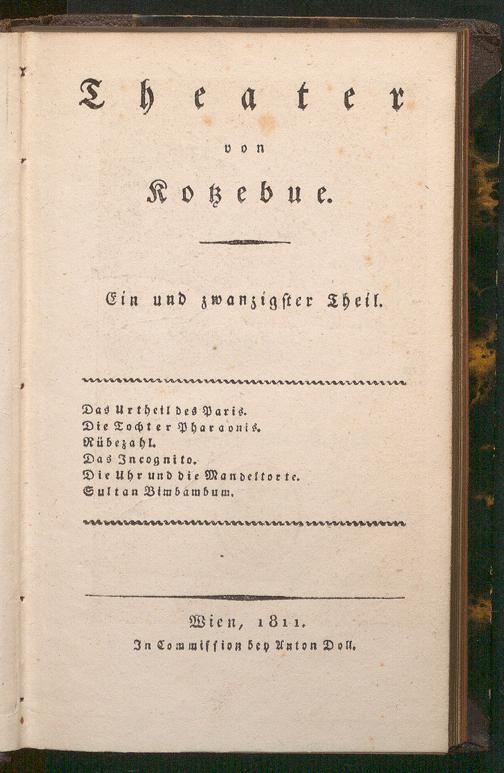 Theater
von
Kotzebue.
Ein und zwanzigster Theil.
Das Urtheil des Paris.
Die Tochter Pharaonis.
Rübezahl.
Das Incognito.
Die Uhr und die Mandeltorte.
Sultan Bimbambum.
Wien, 1811.
In Commission bey Anton Doll.